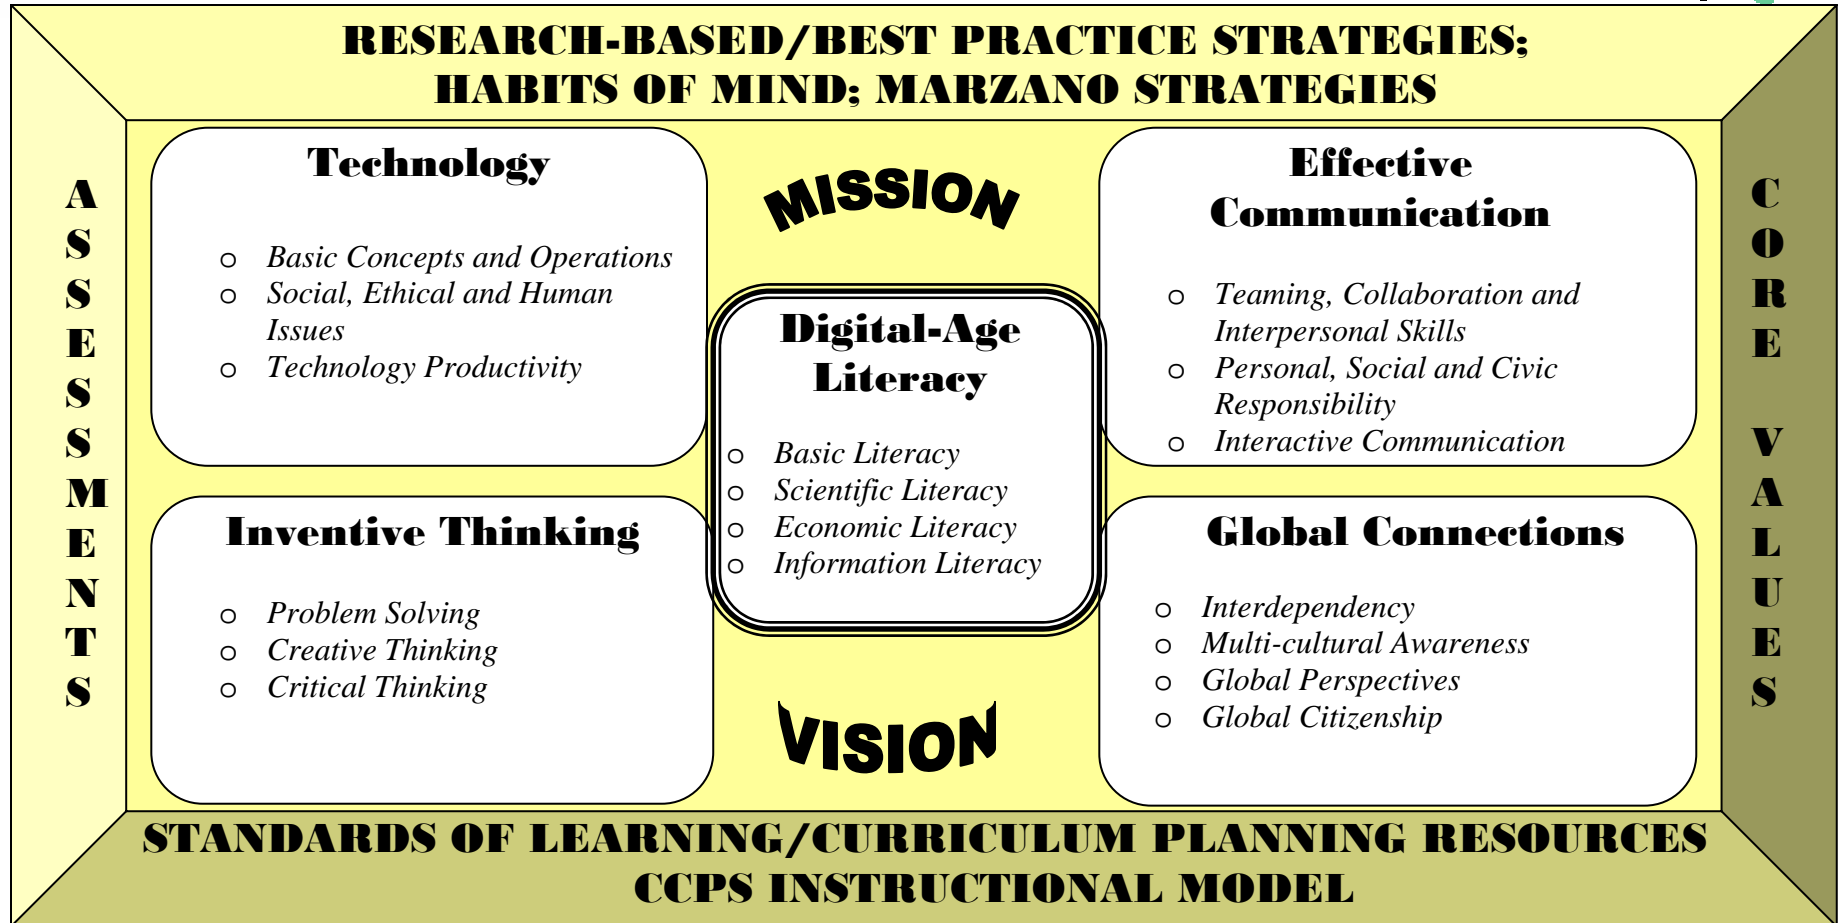 RESEARCH-BASED/BEST PRACTICE STRATEGIES;
HABITS OF MIND; MARZANO STRATEGIES
ASSESSMENTS
Technology
o Basic Concepts and Operations
o Social, Ethical and Human
Issues
o Technology Productivity
MISSION
Effective
Communication
o Teaming, Collaboration and
Interpersonal Skills
o Personal, Social and Civic
Responsibility
o Interactive Communication
Digital-Age
Literacy
o Basic Literacy
o Scientific Literacy
o Economic Literacy
o Information Literacy
Inventive Thinking
o Problem Solving
o Creative Thinking
o Critical Thinking
VISION
Global Connections
o Interdependency
o Multi-cultural Awareness
o Global Perspectives
o Global Citizenship
CORE VALUES
STANDARDS OF LEARNING/CURRICULUM PLANNING RESOURCES
CCPS INSTRUCTIONAL MODEL